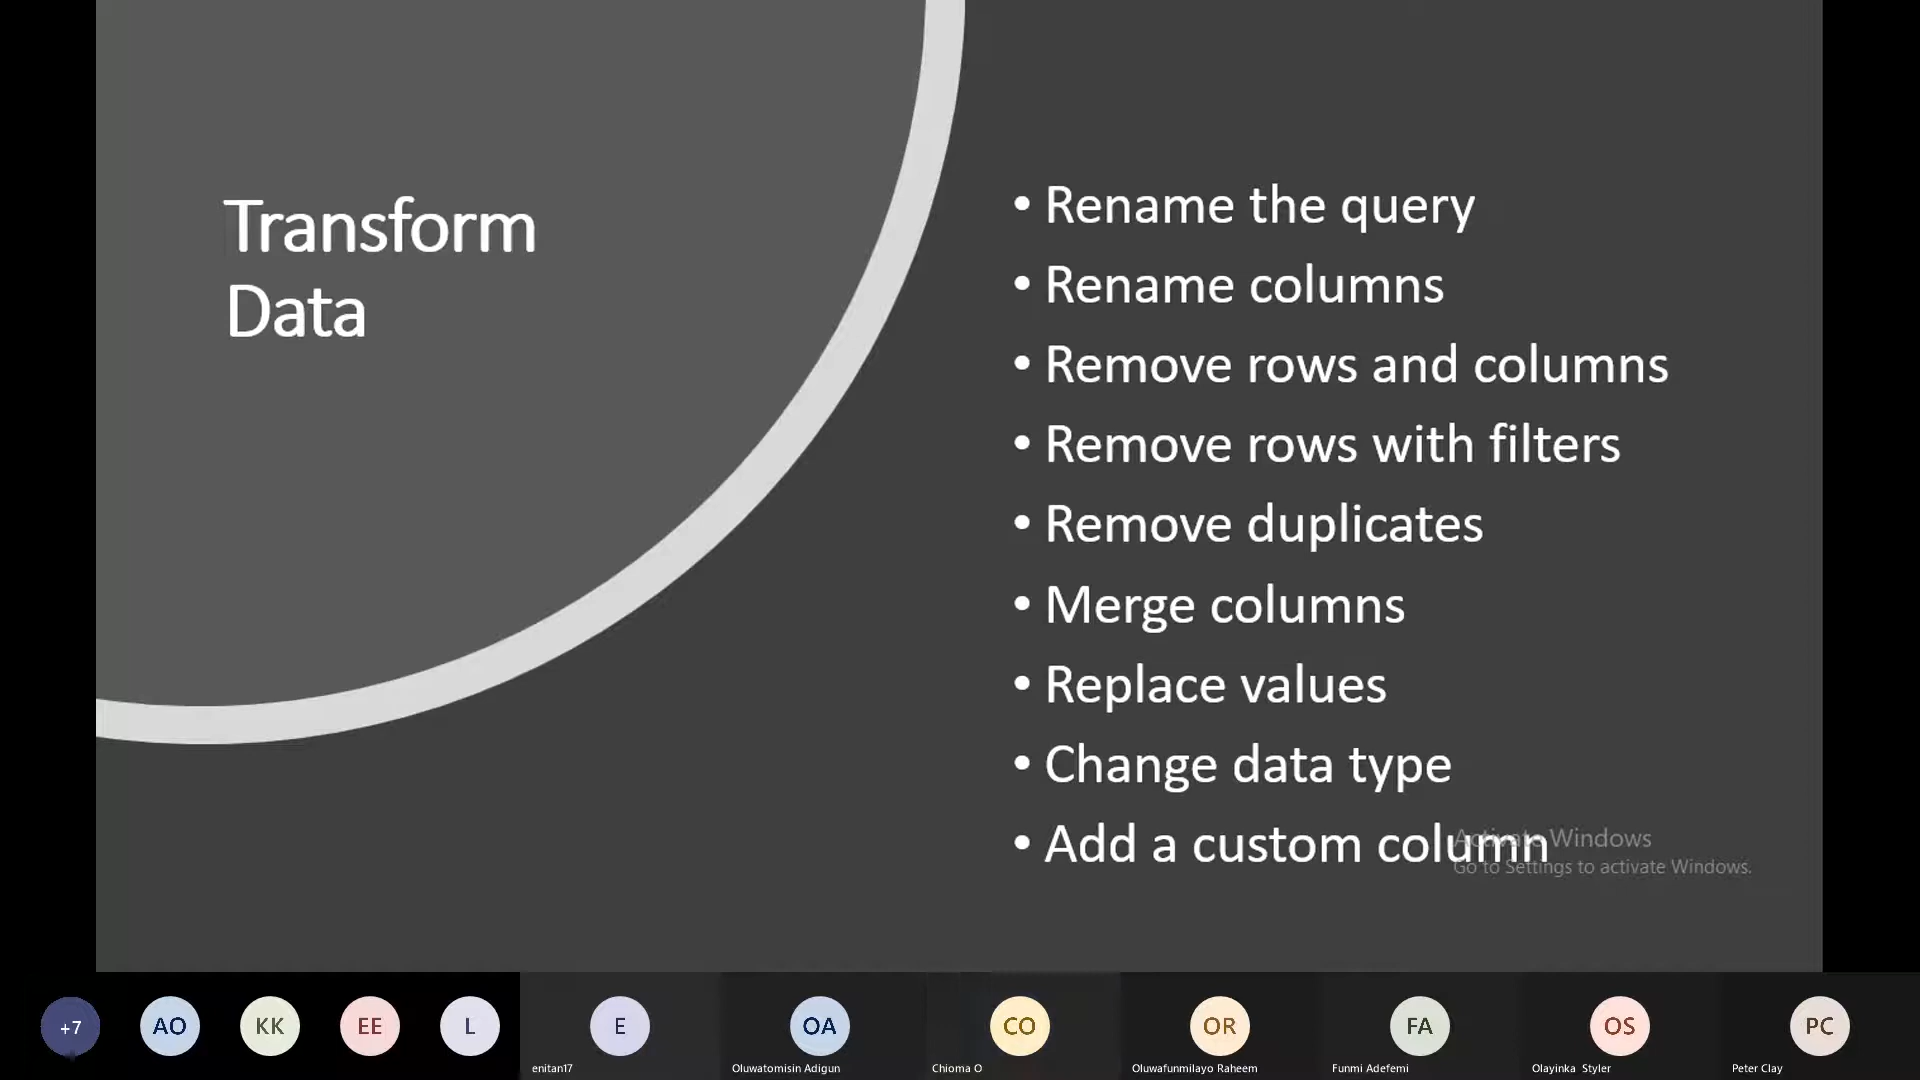 Transform
Data
• Rename the query
• Rename columns
• Remove rows and columns
• Remove rows with filters
• Remove duplicates
• Merge columns
• Replace values
• Change data type
• Add a custom column
Activate Windows
Go to Settings to activate Windows.
+7
AO
KK
EE
L
E
OA
CO
OR
FA
OS
PC
enitan17
Oluwatomisin Adigun
Chioma O
Oluwafunmilayo Raheem
Funmi Adefemi
Olayinka Styler
Peter Clay